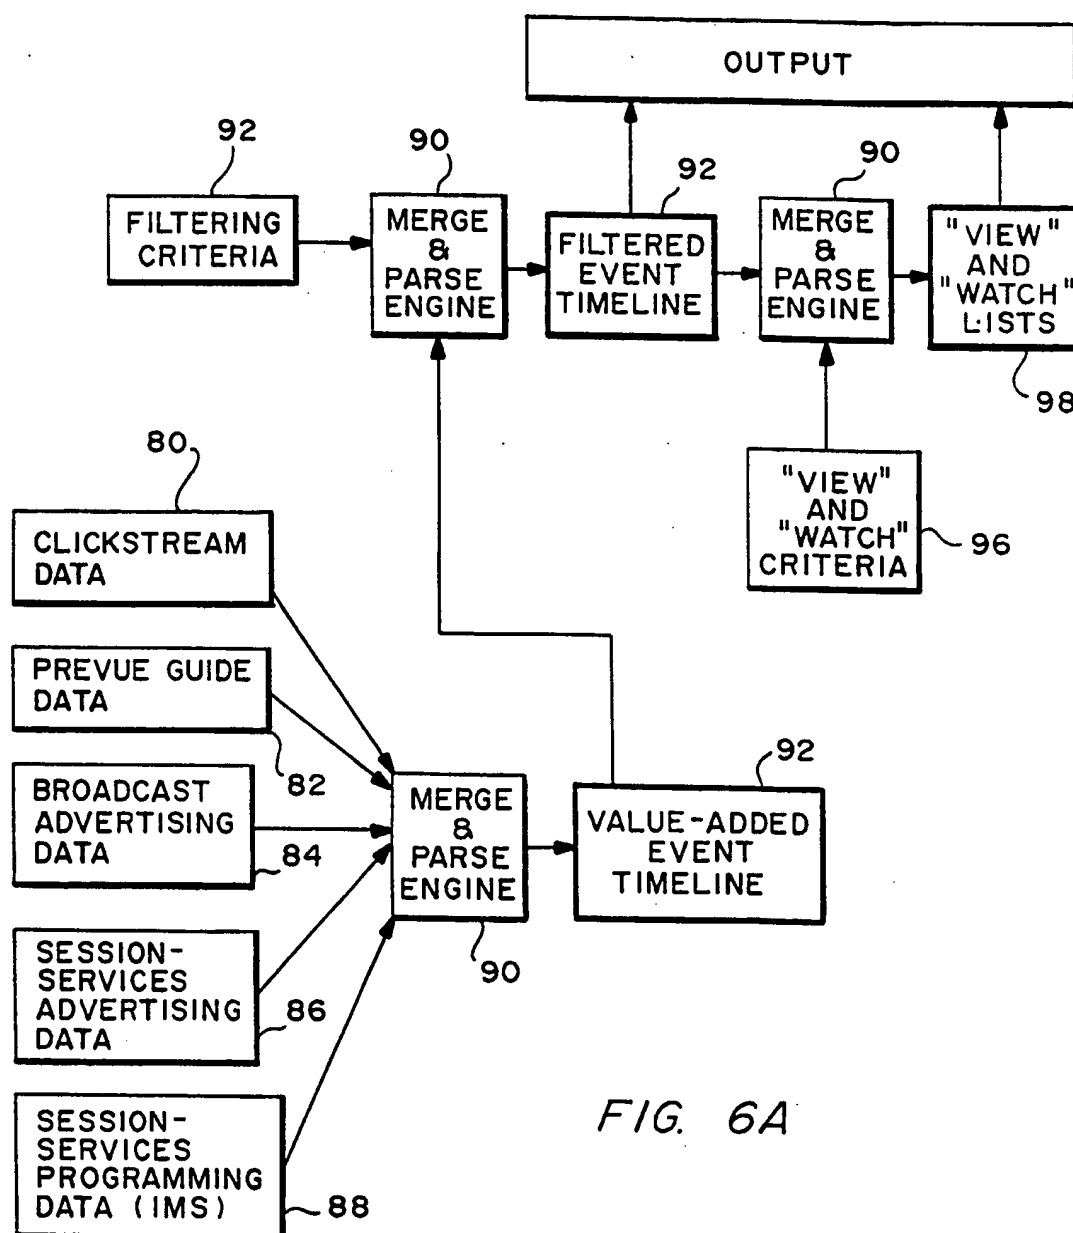 OUTPUT
92
FILTERING
CRITERIA
90
MERGE
&
PARSE
ENGINE
92
FILTERED
EVENT
TIMELINE
90
MERGE
&
PARSE
ENGINE
"VIEW"
AND
"WATCH"
L·ISTS
98
"VIEW"
AND
"WATCH"
CRITERIA
96
80
CLICKSTREAM
DATA
PREVUE GUIDE
DATA
82
BROADCAST
ADVERTISING
DATA
84
SESSION-
SERVICES
ADVERTISING
DATA
86
SESSION-
SERVICES
PROGRAMMING
DATA (IMS)
88
MERGE
&
PARSE
ENGINE
90
92
VALUE-ADDED
EVENT
TIMELINE
FIG. 6A